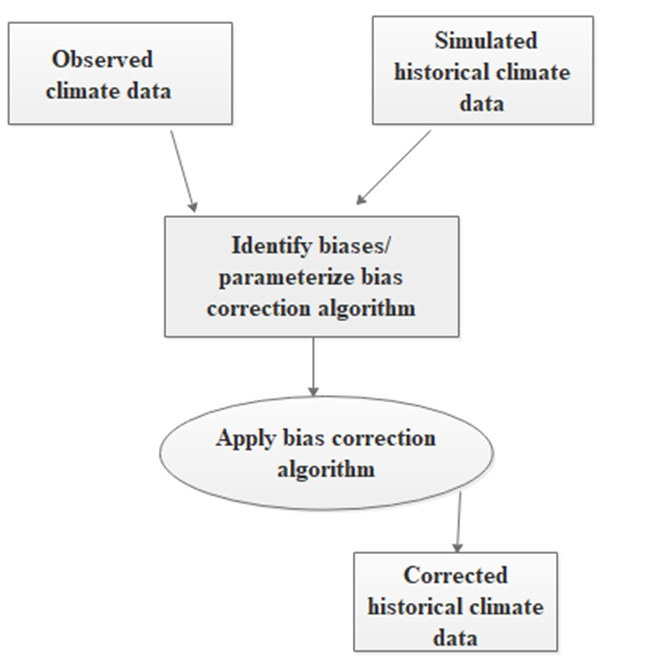 Observed
climate data
Simulated
historical climate
data
Identify biases/
parameterize bias
correction algorithm
Apply bias correction
algorithm
Corrected
historical climate
data